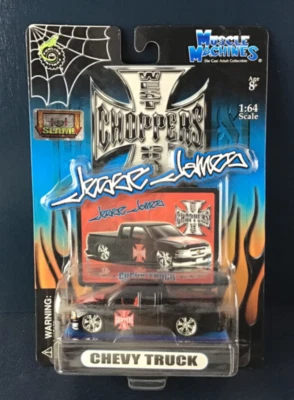 MUSCLE
MACHINES
Die Cast Adult Collectible
Age
8+
WEST COAST
CHOPPERS
1:64
Scale
Jesse James
Jesse James
CHOPPERS
WARNING:
CHEVY TRUCK